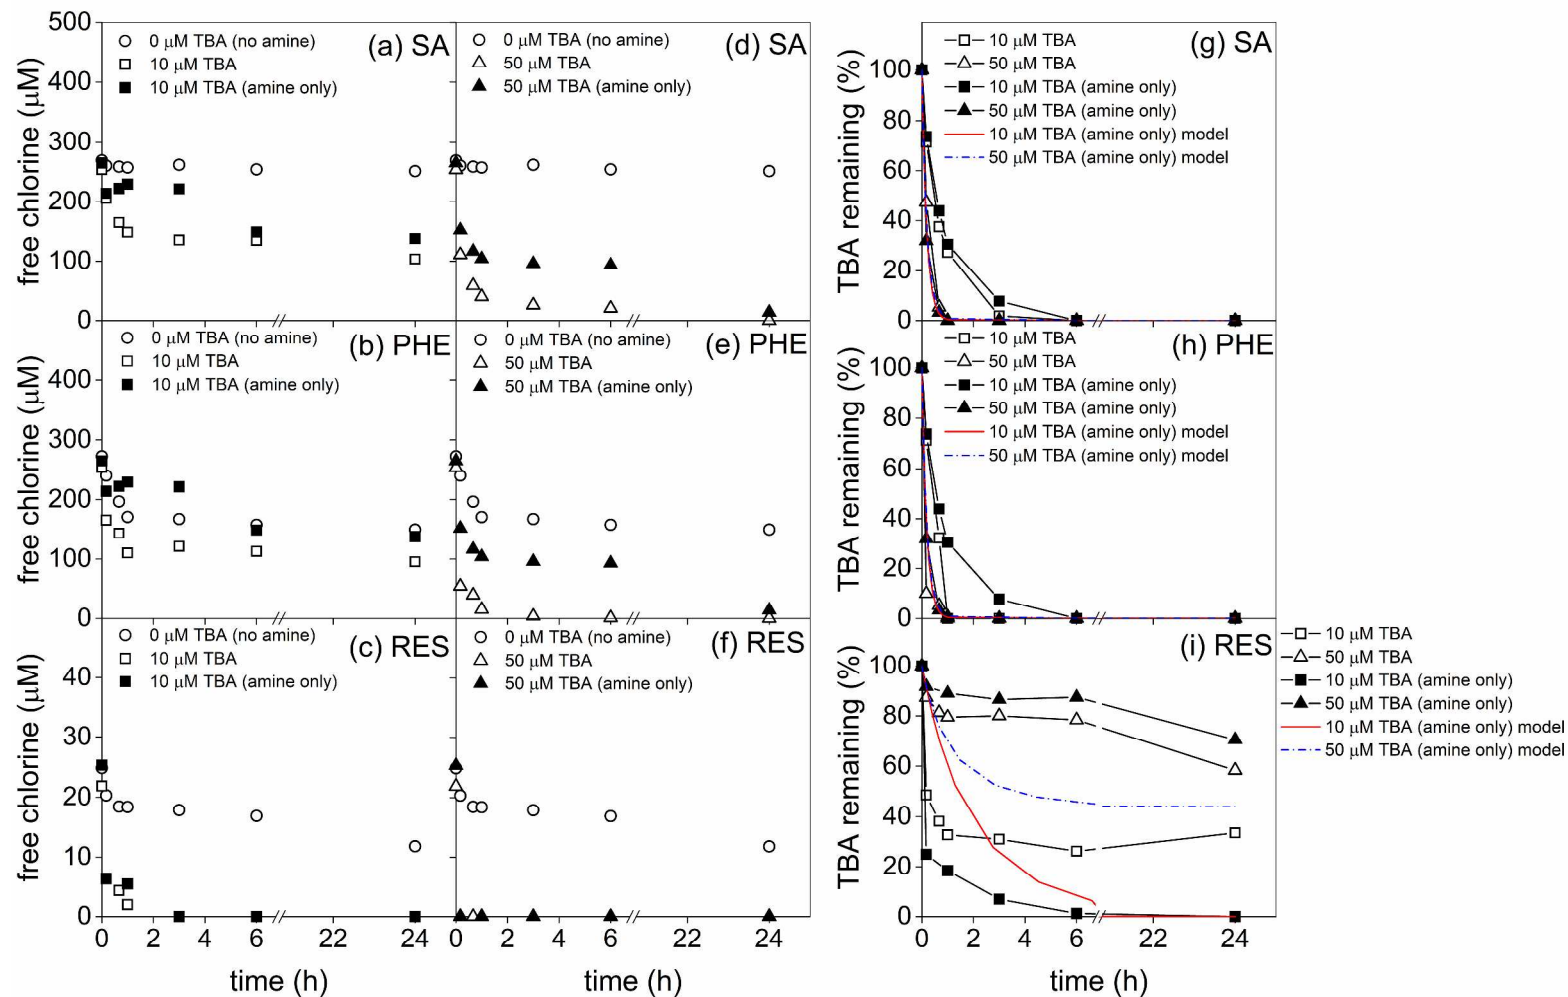 500
400
300
200
100
0
free chlorine (μM)
0 μM TBA (no amine)
10 μM TBA
10 μM TBA (amine only)
(a) SA
0 μM TBA (no amine)
50 μM TBA
50 μM TBA (amine only)
(d) SA
400
300
200
100
0
free chlorine (μM)
0 μM TBA (no amine)
10 μM TBA
10 μM TBA (amine only)
(b) PHE
0 μM TBA (no amine)
50 μM TBA
50 μM TBA (amine only)
(e) PHE
40
30
20
10
0
free chlorine (μM)
0 μM TBA (no amine)
10 μM TBA
10 μM TBA (amine only)
(c) RES
0 μM TBA (no amine)
50 μM TBA
50 μM TBA (amine only)
(f) RES
0 2 4 6 22 24
time (h)
0 2 4 6 22 24
time (h)
100
80
60
40
20
0
TBA remaining (%)
10 μM TBA
50 μM TBA
10 μM TBA (amine only)
50 μM TBA (amine only)
10 μM TBA (amine only) model
50 μM TBA (amine only) model
(g) SA
100
80
60
40
20
0
TBA remaining (%)
10 μM TBA
50 μM TBA
10 μM TBA (amine only)
50 μM TBA (amine only)
10 μM TBA (amine only) model
50 μM TBA (amine only) model
(h) PHE
100
80
60
40
20
0
TBA remaining (%)
(i) RES
10 μM TBA
50 μM TBA
10 μM TBA (amine only)
50 μM TBA (amine only)
10 μM TBA (amine only) model
50 μM TBA (amine only) model
0 2 4 6 22 24
time (h)